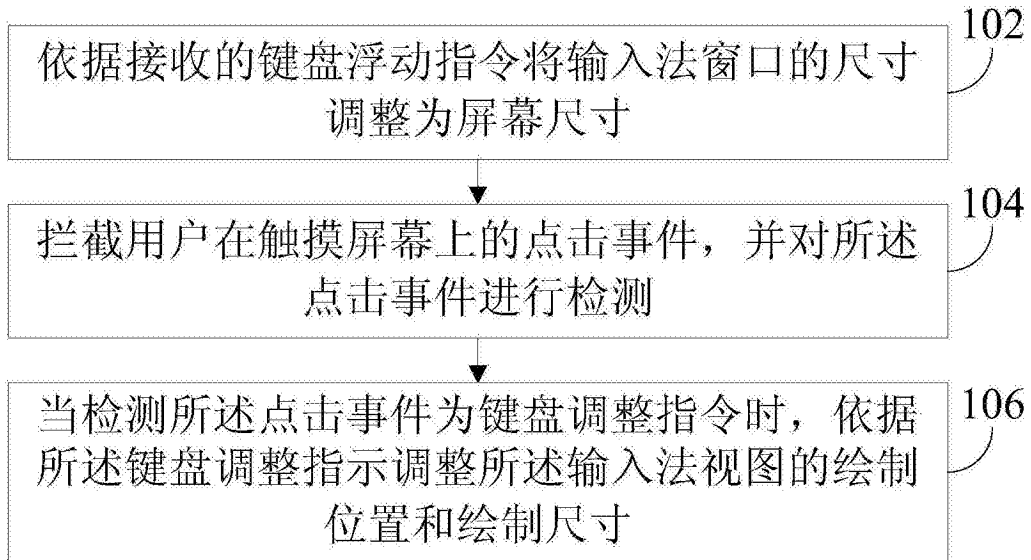 102
依据接收的键盘浮动指令将输入法窗口的尺寸
调整为屏幕尺寸
104
拦截用户在触摸屏幕上的点击事件，并对所述
点击事件进行检测
106
当检测所述点击事件为键盘调整指令时，依据
所述键盘调整指示调整所述输入法视图的绘制
位置和绘制尺寸